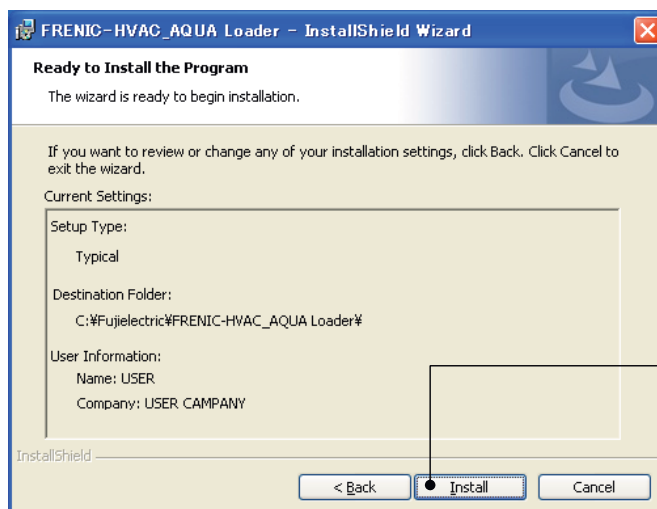 FRENIC-HVAC_AQUA Loader - InstallShield Wizard
Ready to Install the Program
The wizard is ready to begin installation.
If you want to review or change any of your installation settings, click Back. Click Cancel to
exit the wizard.
Current Settings:
Setup Type:
Typical
Destination Folder:
C:¥Fujielectric¥FRENIC-HVAC_AQUA Loader¥
User Information:
Name: USER
Company: USER CAMPANY
InstallShield
< Back
Install
Cancel